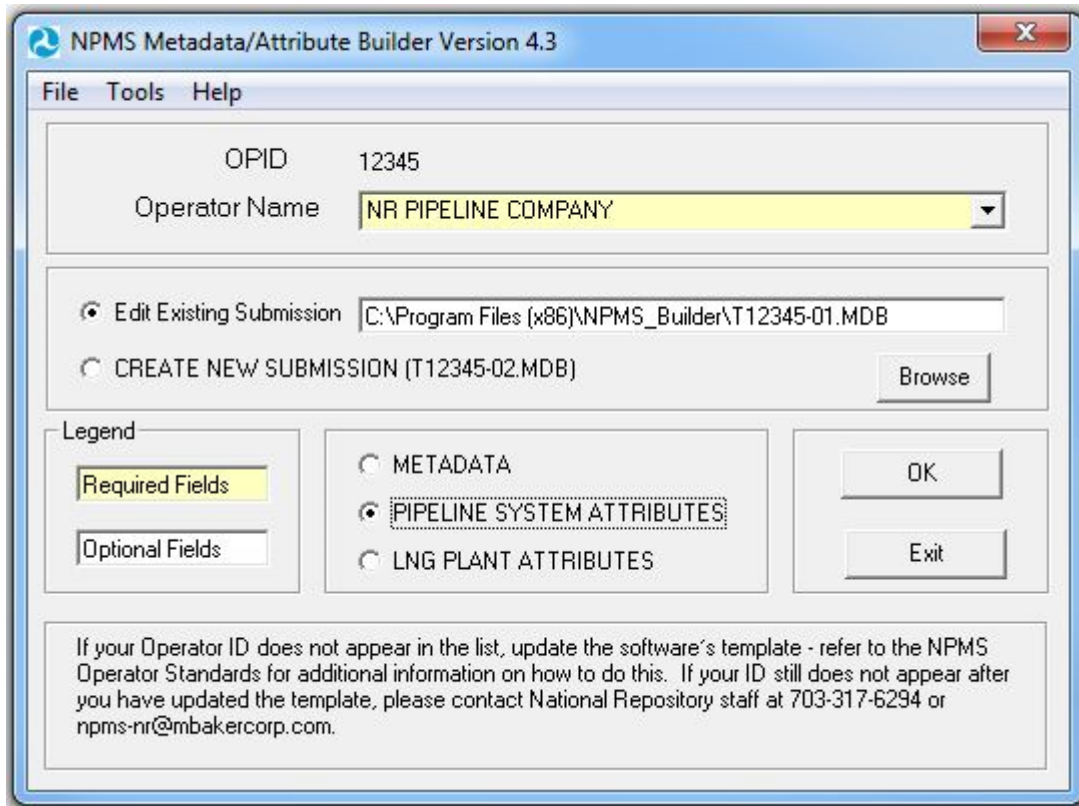 NPMS Metadata/Attribute Builder Version 4.3
File Tools Help
OPID 12345
Operator Name NR PIPELINE COMPANY
Edit Existing Submission C:\Program Files (x86)\NPMS_Builder\T12345-01.MDB
CREATE NEW SUBMISSION (T12345-02.MDB)
Browse
Legend
Required Fields
Optional Fields
METADATA
PIPELINE SYSTEM ATTRIBUTES
LNG PLANT ATTRIBUTES
OK
Exit
If your Operator ID does not appear in the list, update the software's template - refer to the NPMS
Operator Standards for additional information on how to do this. If your ID still does not appear after
you have updated the template, please contact National Repository staff at 703-317-6294 or
npms-nr@mbakercorp.com.